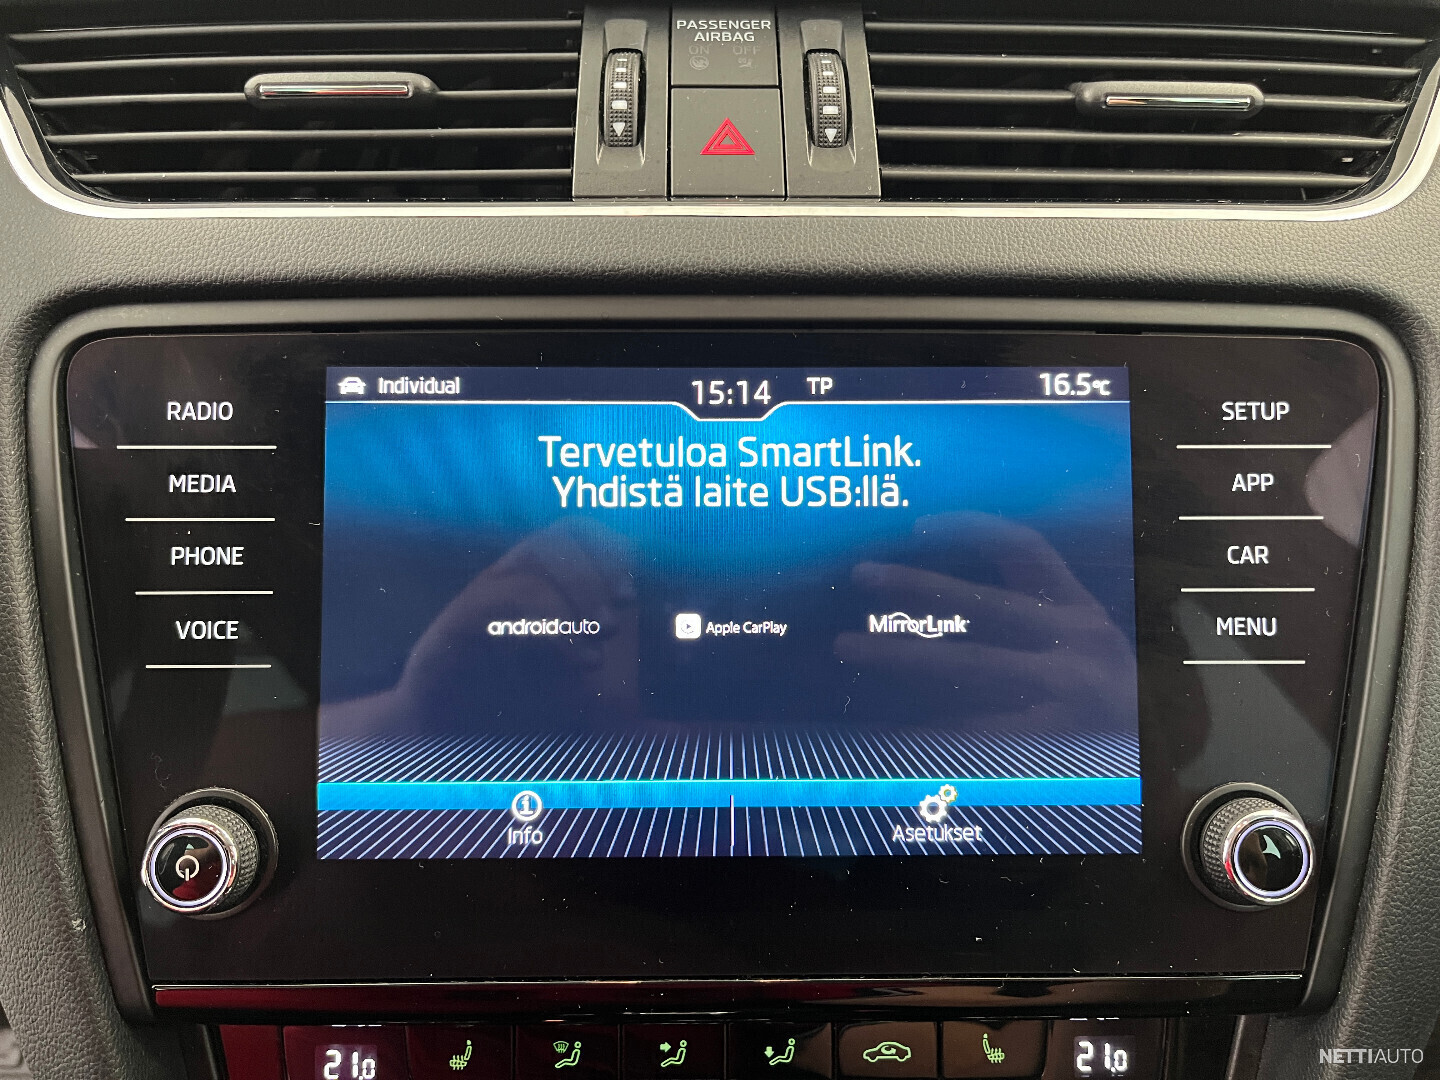 PASSENGER
AIRBAG
ON OFF
Individual
15:14
TP
16.5°C
RADIO
MEDIA
PHONE
VOICE
SETUP
APP
CAR
MENU
Tervetuloa SmartLink.
Yhdistä laite USB:llä.
androidauto
Apple CarPlay
MirrorLink
Info
Asetukset
21.0
21.0
NETTIAUTO